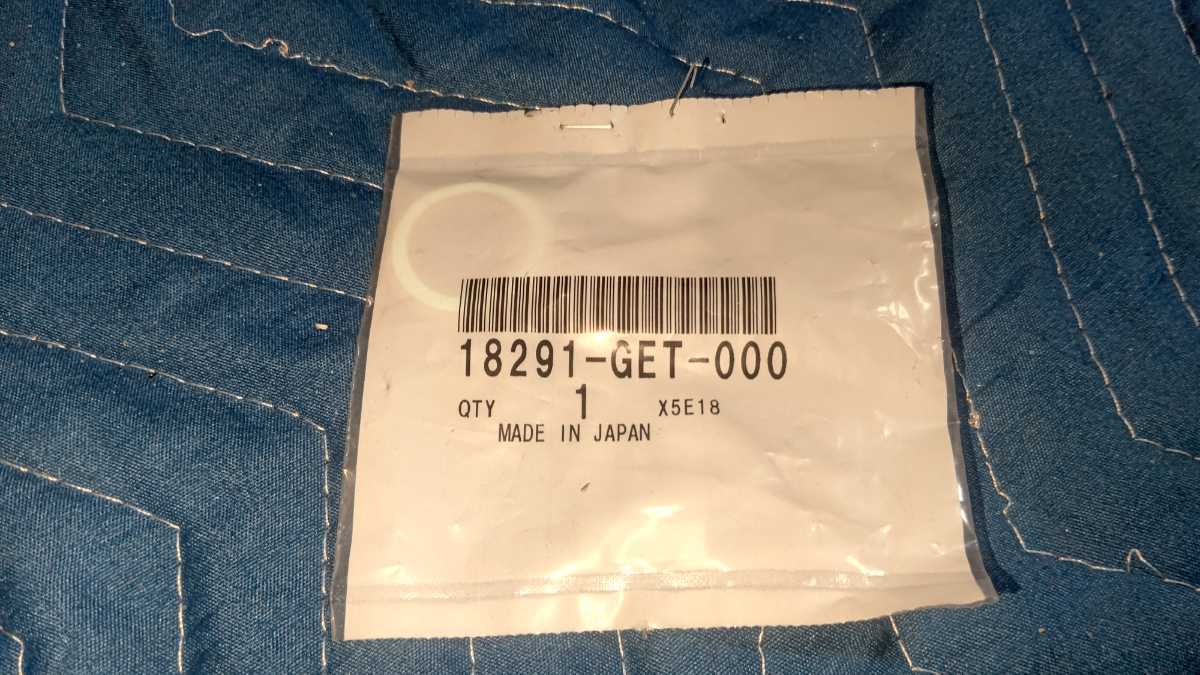 18291-GET-000
QTY 1 X5E18
MADE IN JAPAN